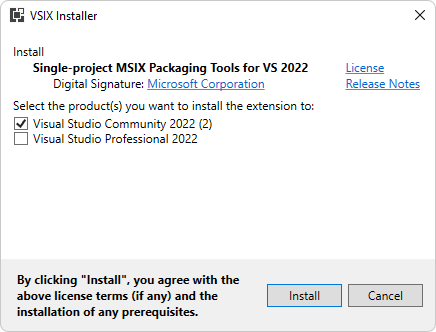 VSIX Installer
Install
Single-project MSIX Packaging Tools for VS 2022 License
Digital Signature: Microsoft Corporation Release Notes
Select the product(s) you want to install the extension to:
Visual Studio Community 2022 (2)
Visual Studio Professional 2022
By clicking "Install", you agree with the
above license terms (if any) and the
installation of any prerequisites.
Install Cancel